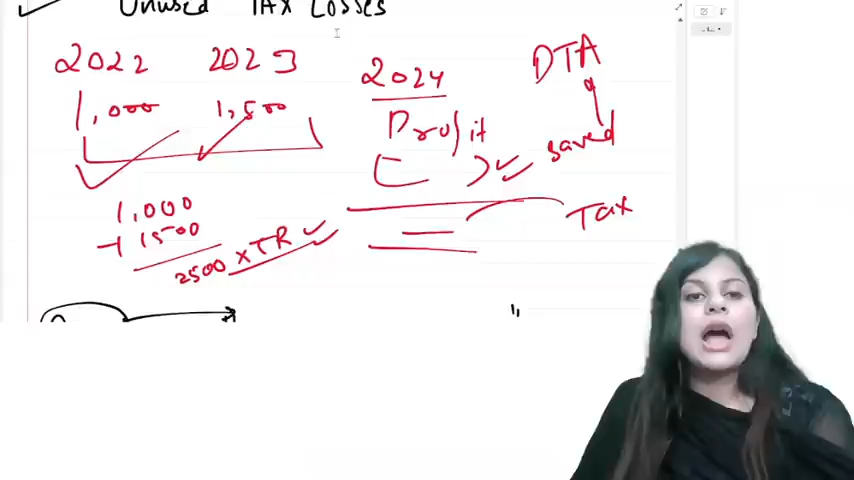 Unused TAX Losses
2022 2023 2024 DTA
1,000 1,500 Profit saved
( )
Tax
1,000
+ 1500
2500 x TR